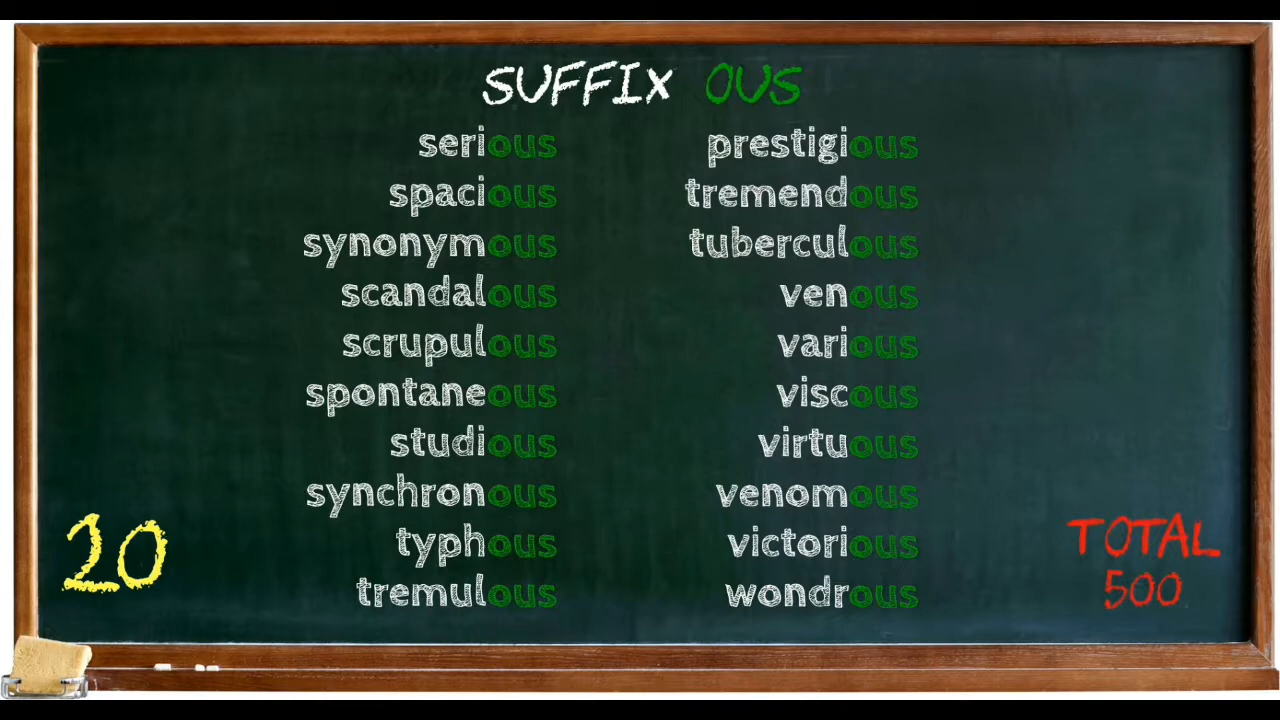 SUFFIX OUS
serious
spacious
synonymous
scandalous
scrupulous
spontaneous
studious
synchronous
typhous
tremulous
prestigious
tremendous
tuberculous
venous
various
viscous
virtuous
venomous
victorious
wondrous
20
TOTAL
500